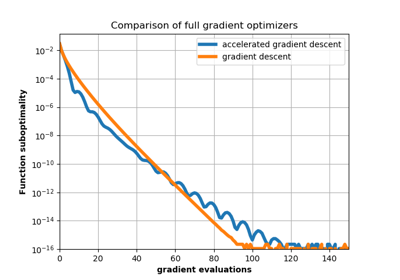 Comparison of full gradient optimizers
accelerated gradient descent
gradient descent
Function suboptimality
10⁻²
10⁻⁴
10⁻⁶
10⁻⁸
10⁻¹⁰
10⁻¹²
10⁻¹⁴
10⁻¹⁶
0 20 40 60 80 100 120 140
gradient evaluations